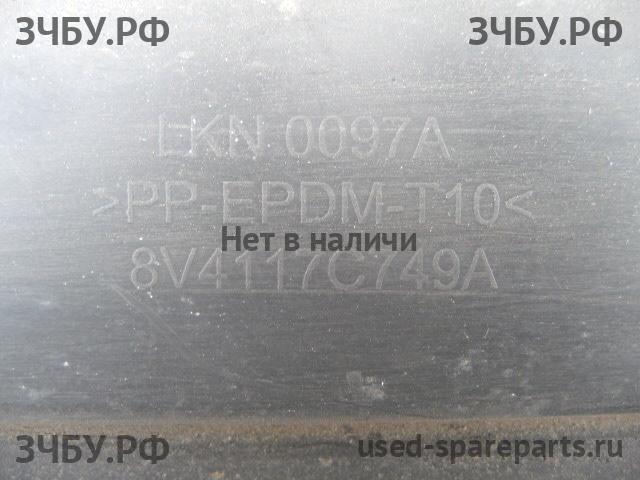 ЗЧБУ.РФ ЗЧБУ.РФ
LKN 0097A
>PP-EPDM-T10<
Нет в наличи
8V4117C749A
ЗЧБУ.РФ used-spareparts.ru